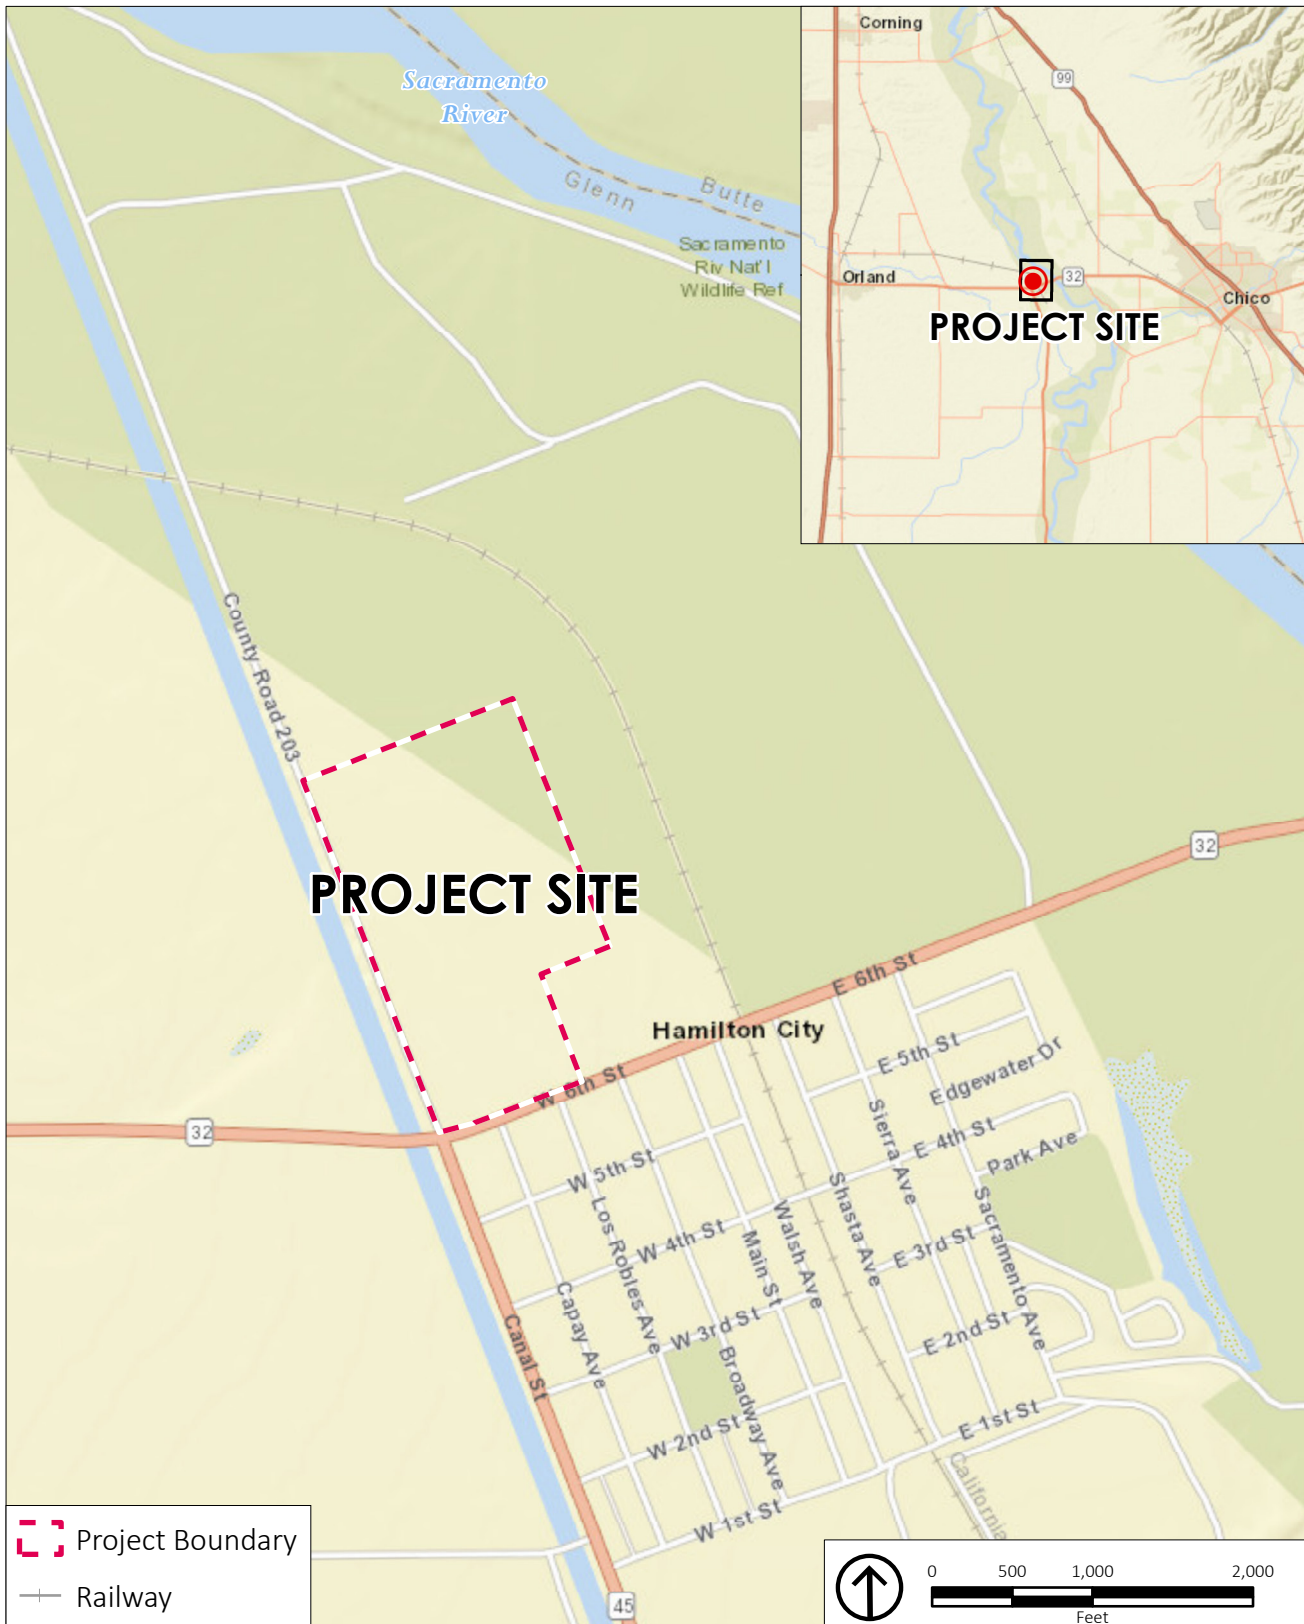 Sacramento
River
Glenn
Butte
Sacramento
Riv Nat'l
Wildlife Ref
Corning
99
Orland
32
Chico
PROJECT SITE
County Road 203
PROJECT SITE
32
E 6th St
Hamilton City
W 6th St
32
E 5th St
Edgewater Dr
Sierra Ave
E 4th St
Park Ave
W 5th St
Los Robles Ave
W 4th St
Main St
Walsh Ave
Shasta Ave
Sacramento Ave
E 3rd St
Capay Ave
Canal St
W 3rd St
E 2nd St
Broadway Ave
W 2nd St
E 1st St
W 1st St
California
45
Project Boundary
Railway
0 500 1,000 2,000
Feet